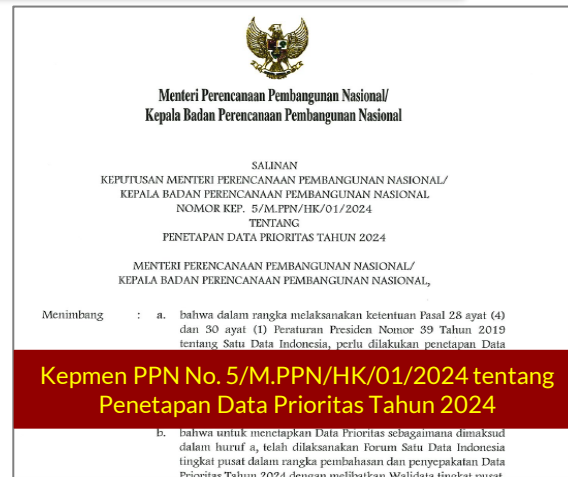 Menteri Perencanaan Pembangunan Nasional/
Kepala Badan Perencanaan Pembangunan Nasional
SALINAN
KEPUTUSAN MENTERI PERENCANAAN PEMBANGUNAN NASIONAL/
KEPALA BADAN PERENCANAAN PEMBANGUNAN NASIONAL
NOMOR KEP. 5/M.PPN/HK/01/2024
TENTANG
PENETAPAN DATA PRIORITAS TAHUN 2024
MENTERI PERENCANAAN PEMBANGUNAN NASIONAL/
KEPALA BADAN PERENCANAAN PEMBANGUNAN NASIONAL,
Menimbang : a. bahwa dalam rangka melaksanakan ketentuan Pasal 28 ayat (4)
dan 30 ayat (1) Peraturan Presiden Nomor 39 Tahun 2019
tentang Satu Data Indonesia, perlu dilakukan penetapan Data
Kepmen PPN No. 5/M.PPN/HK/01/2024 tentang
Penetapan Data Prioritas Tahun 2024
b. bahwa untuk menetapkan Data Prioritas sebagaimana dimaksud
dalam huruf a, telah dilaksanakan Forum Satu Data Indonesia
tingkat pusat dalam rangka pembahasan dan penyepakatan Data
Prioritas Tahun 2024 dengan melibatkan Walidata tingkat pusat